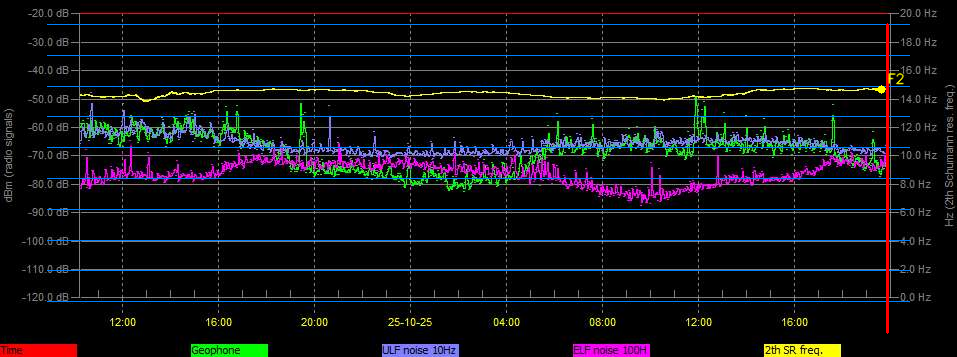 -20.0 dB 20.0 Hz
-30.0 dB 18.0 Hz
-40.0 dB 16.0 Hz
F2
-50.0 dB 14.0 Hz
-60.0 dB 12.0 Hz
-70.0 dB 10.0 Hz
-80.0 dB 8.0 Hz
-90.0 dB 6.0 Hz
-100.0 dB 4.0 Hz
-110.0 dB 2.0 Hz
-120.0 dB 0.0 Hz
dBm (radio signals)
Hz (2th Schumann res. freq.)
12:00 16:00 20:00 25-10-25 04:00 08:00 12:00 16:00
Time Geophone ULF noise 10Hz ELF noise 100H 2th SR freq.